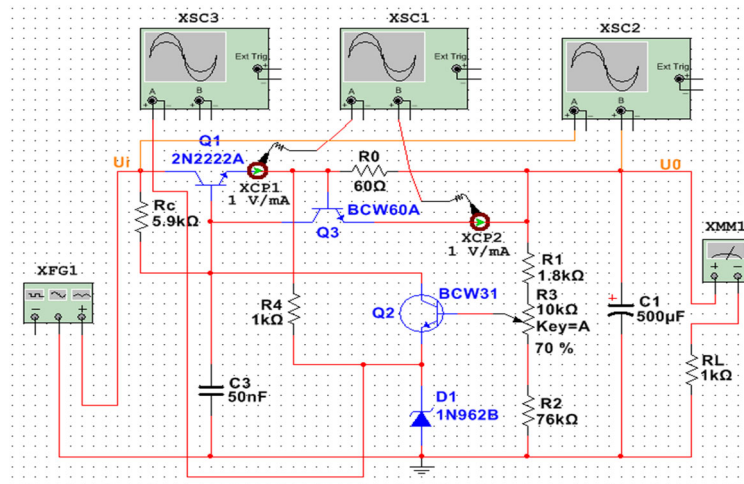 XSC3
XSC1
XSC2
Ext Trig
A
B
Ext Trig
A
B
Ext Trig
A
B
Q1
2N2222A
Ui
XCP1
1 V/mA
R0
60Ω
U0
Rc
5.9kΩ
BCW60A
Q3
XCP2
1 V/mA
XMM1
XFG1
R1
1.8kΩ
R4
1kΩ
Q2
BCW31
R3
10kΩ
Key=A
70 %
C1
500µF
RL
1kΩ
C3
50nF
D1
1N962B
R2
76kΩ